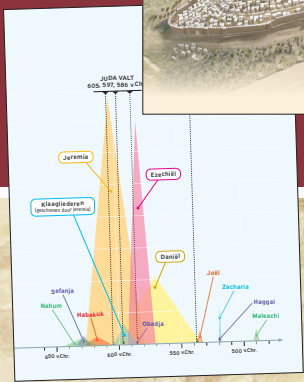 JUDA VALT
605, 597, 586 v.Ch
Jeremia
Ezechiël
Klaagliederen
(geschreven door Jeremia)
Daniël
Joël
Sefanja
Zacharia
Nahum
Habakuk
Obadja
Haggai
Maleachi
650 v.Chr.
600 v.Chr.
550 v.Chr.
500 v.Chr.